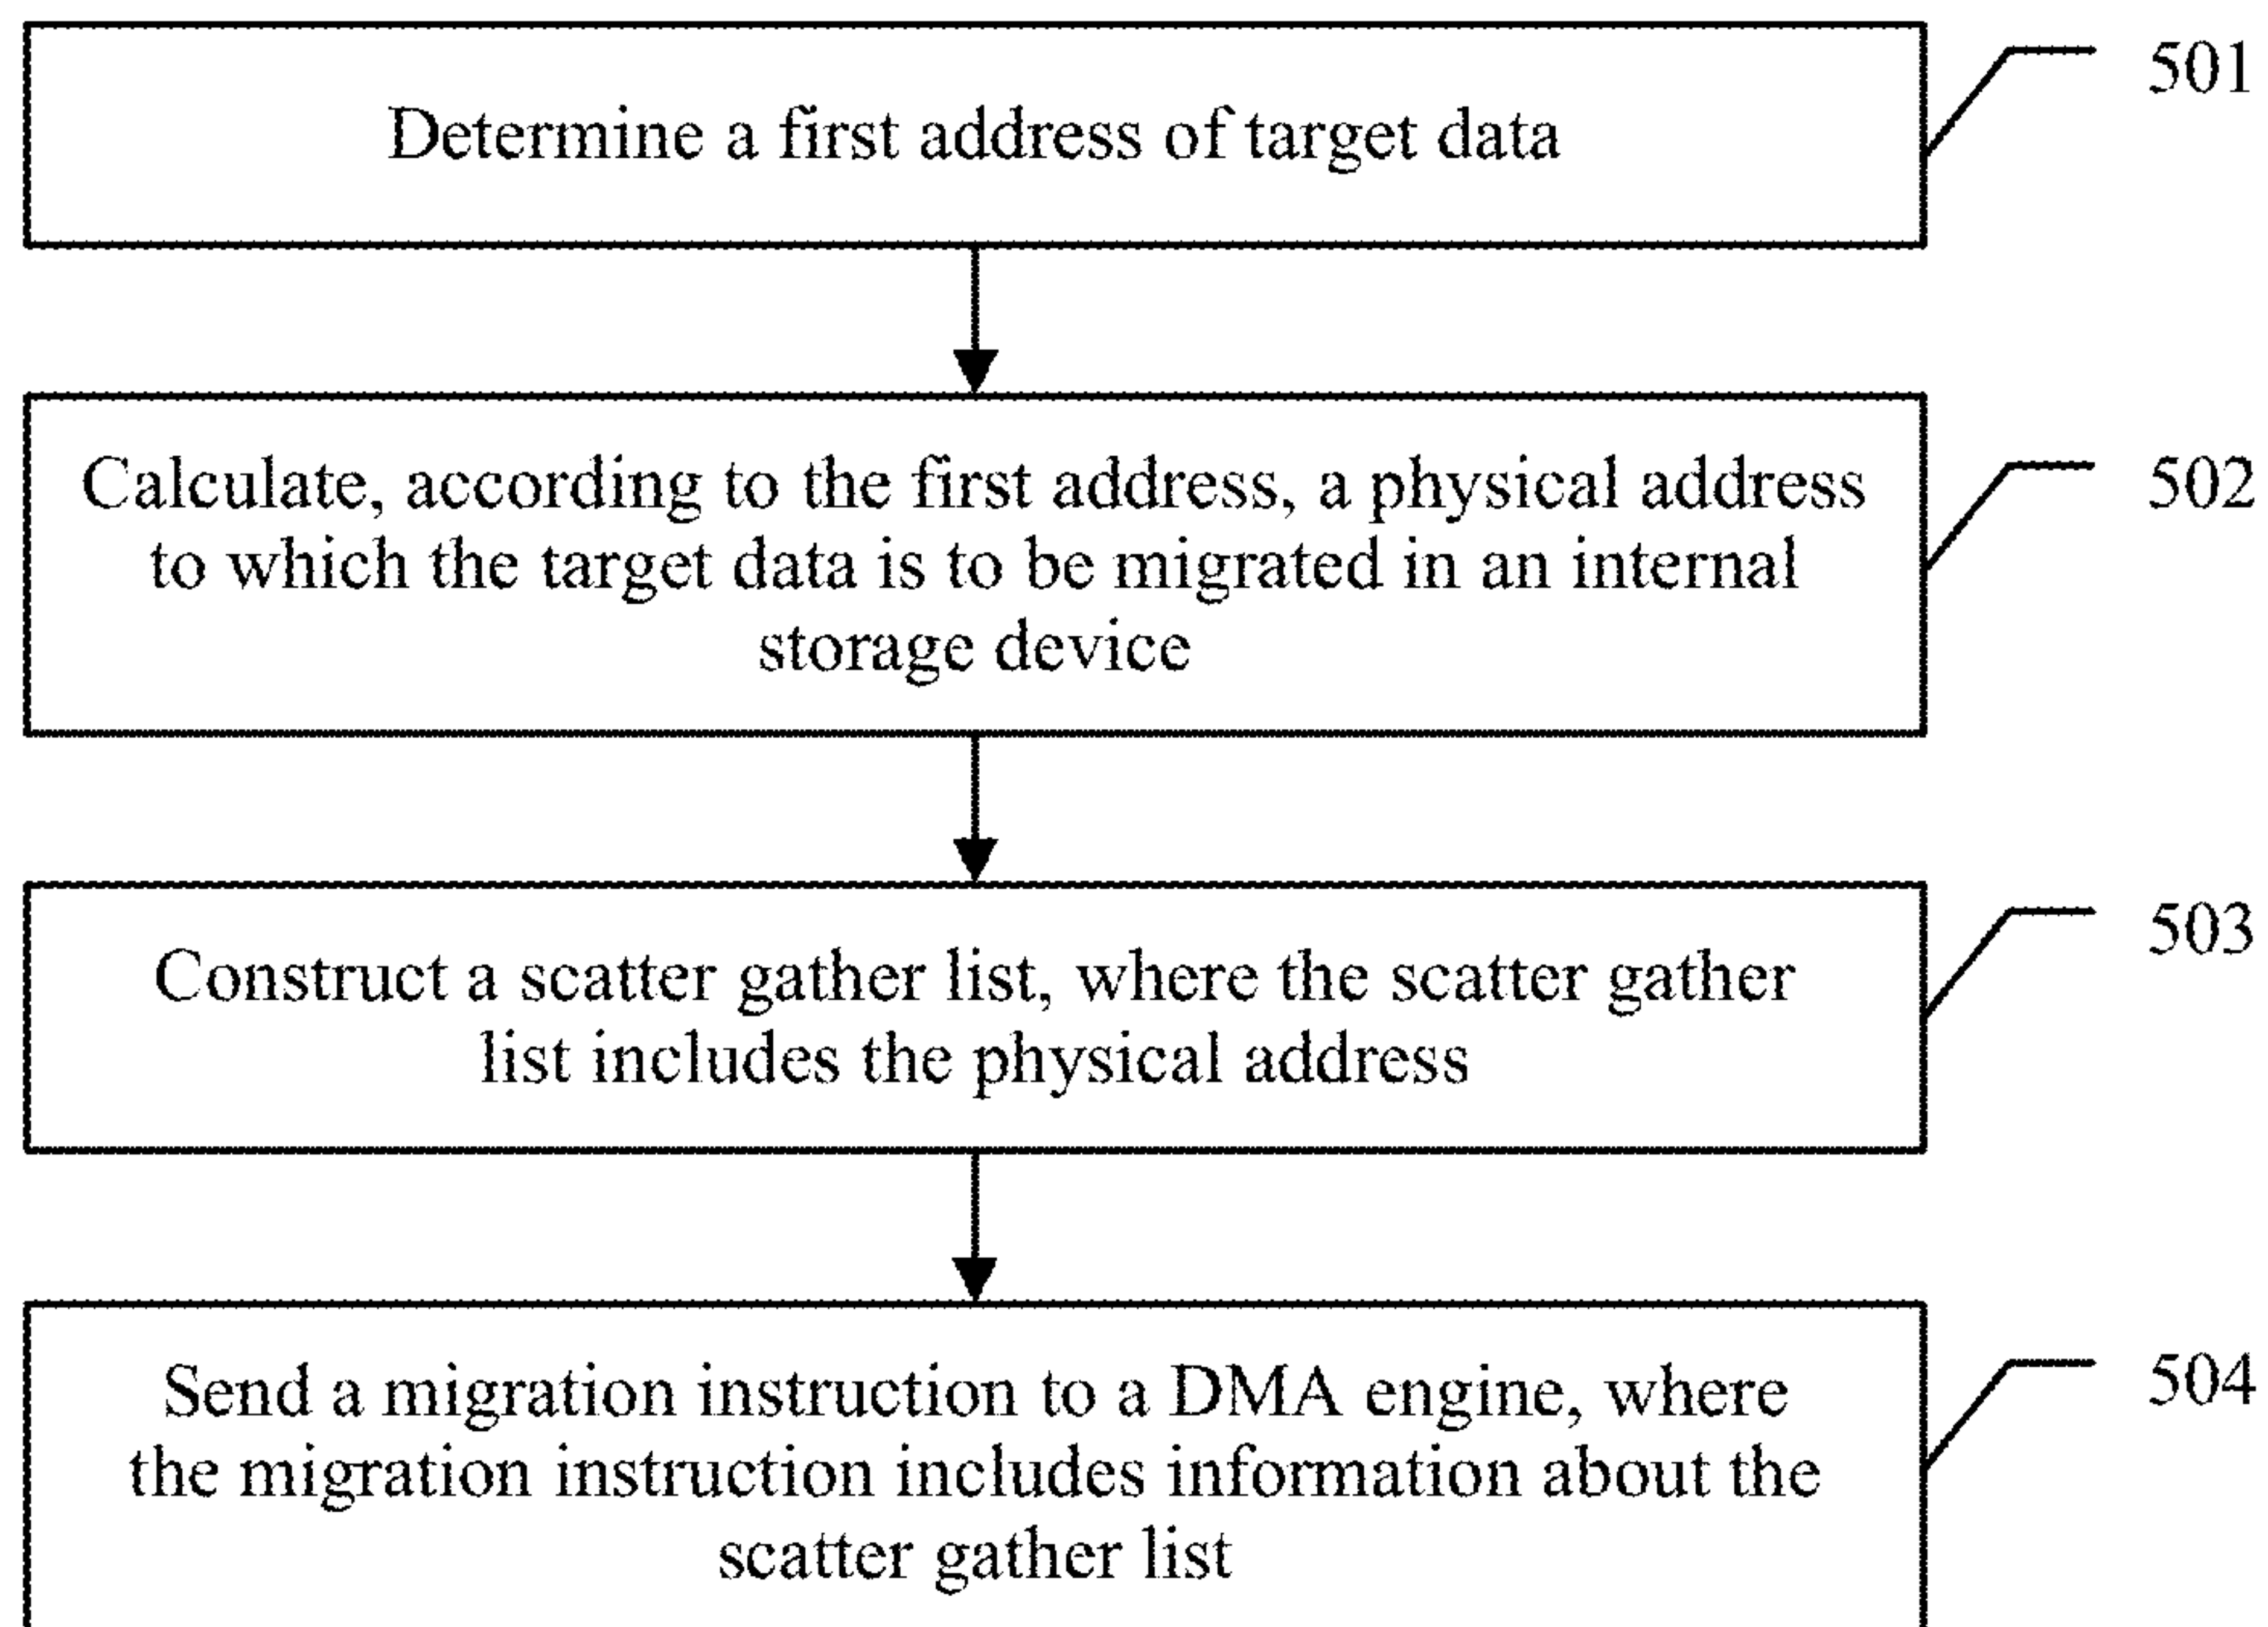 Determine a first address of target data
501
Calculate, according to the first address, a physical address
to which the target data is to be migrated in an internal
storage device
502
Construct a scatter gather list, where the scatter gather
list includes the physical address
503
Send a migration instruction to a DMA engine, where
the migration instruction includes information about the
scatter gather list
504